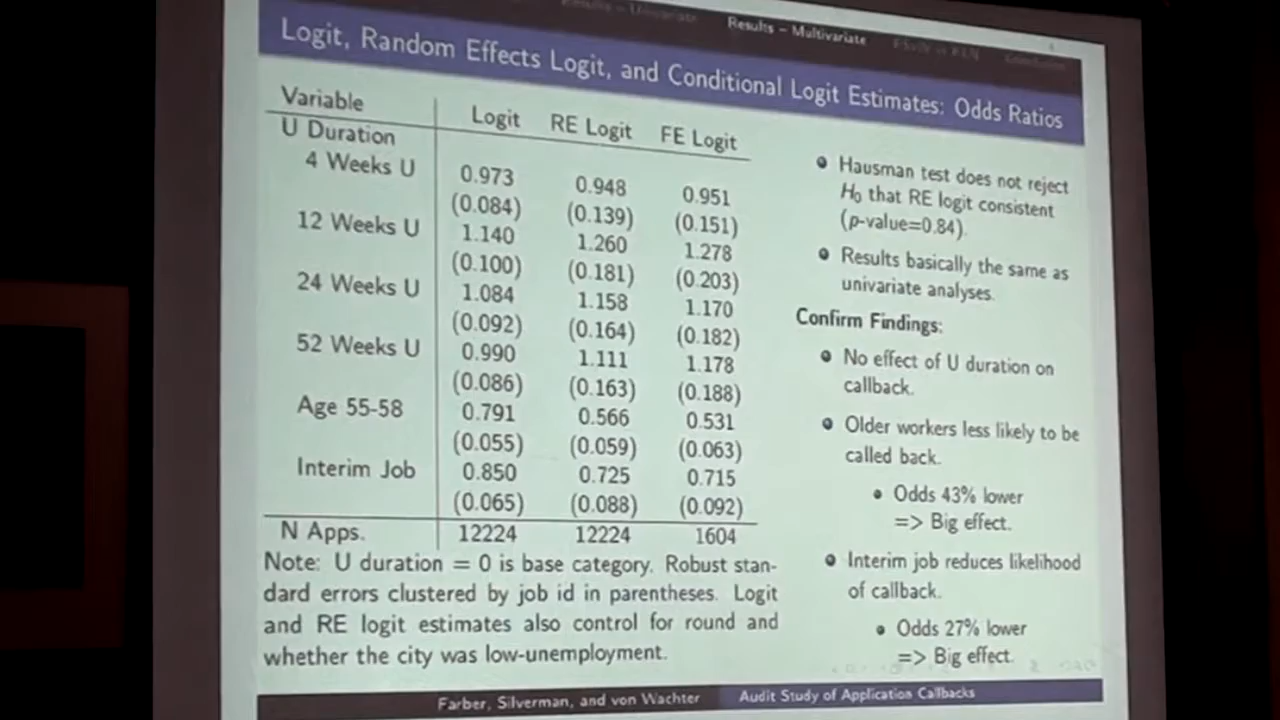 Results – Univariate
Results – Multivariate
Conclusion
Logit, Random Effects Logit, and Conditional Logit Estimates: Odds Ratios
Variable Logit RE Logit FE Logit
U Duration
4 Weeks U 0.973 0.948 0.951
(0.084) (0.139) (0.151)
12 Weeks U 1.140 1.260 1.278
(0.100) (0.181) (0.203)
24 Weeks U 1.084 1.158 1.170
(0.092) (0.164) (0.182)
52 Weeks U 0.990 1.111 1.178
(0.086) (0.163) (0.188)
Age 55-58 0.791 0.566 0.531
(0.055) (0.059) (0.063)
Interim Job 0.850 0.725 0.715
(0.065) (0.088) (0.092)
N Apps. 12224 12224 1604
Note: U duration = 0 is base category. Robust stan-
dard errors clustered by job id in parentheses. Logit
and RE logit estimates also control for round and
whether the city was low-unemployment.
Hausman test does not reject
H0 that RE logit consistent
(p-value=0.84).
Results basically the same as
univariate analyses.
Confirm Findings:
No effect of U duration on
callback.
Older workers less likely to be
called back.
Odds 43% lower
=> Big effect.
Interim job reduces likelihood
of callback.
Odds 27% lower
=> Big effect.
Farber, Silverman, and von Wachter
Audit Study of Application Callbacks